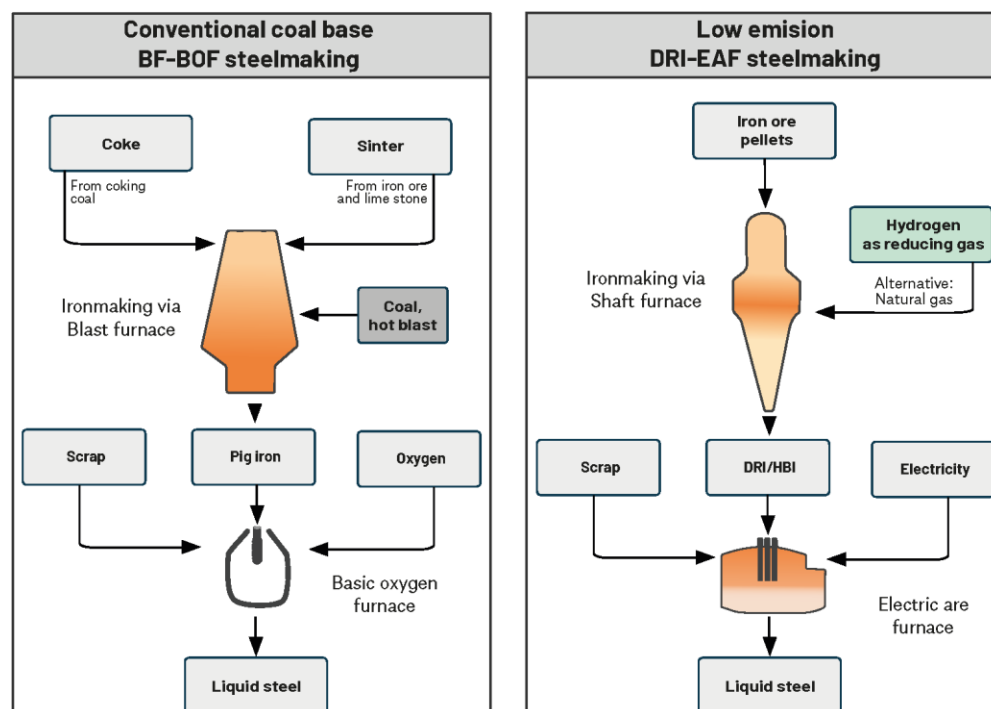 Conventional coal base
BF-BOF steelmaking
Coke
Sinter
From coking
coal
From iron ore
and lime stone
Ironmaking via
Blast furnace
Coal,
hot blast
Scrap
Pig iron
Oxygen
Basic oxygen
furnace
Liquid steel
Low emision
DRI-EAF steelmaking
Iron ore
pellets
Hydrogen
as reducing gas
Ironmaking via
Shaft furnace
Alternative:
Natural gas
Scrap
DRI/HBI
Electricity
Electric are
furnace
Liquid steel